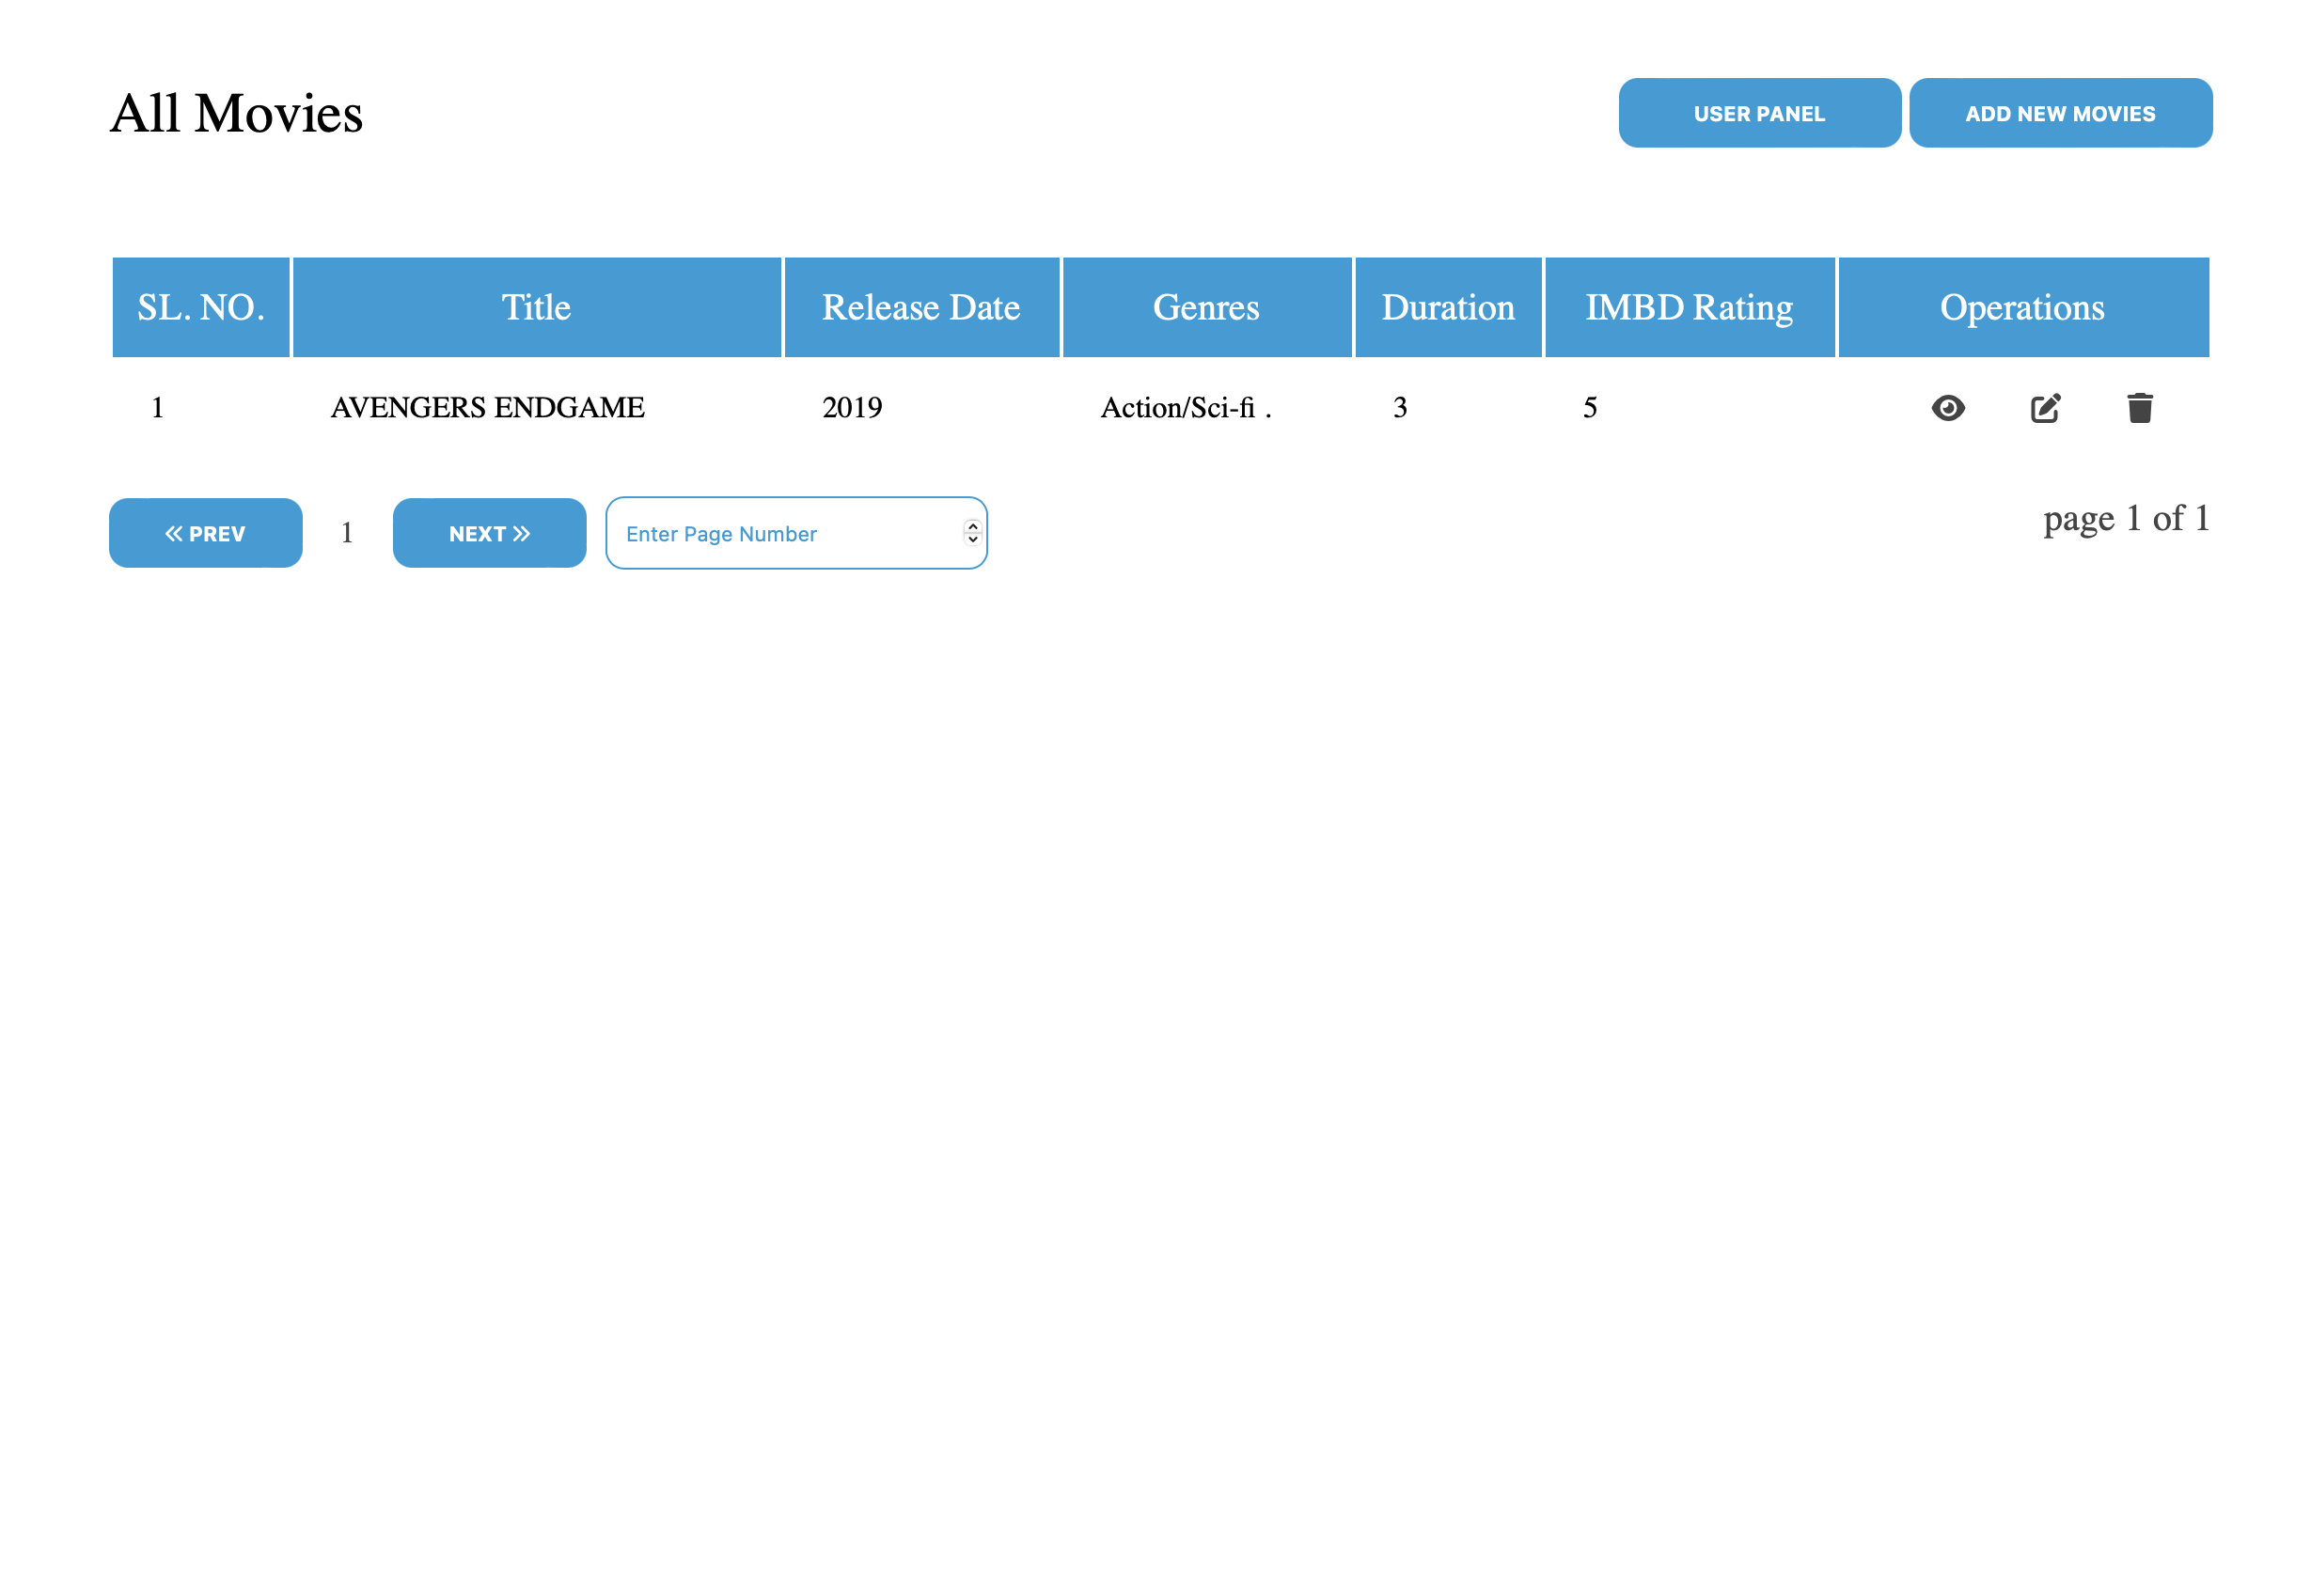 All Movies
USER PANEL
ADD NEW MOVIES
SL. NO. Title Release Date Genres Duration IMBD Rating Operations
1 AVENGERS ENDGAME 2019 Action/Sci-fi . 3 5
« PREV 1 NEXT » Enter Page Number page 1 of 1